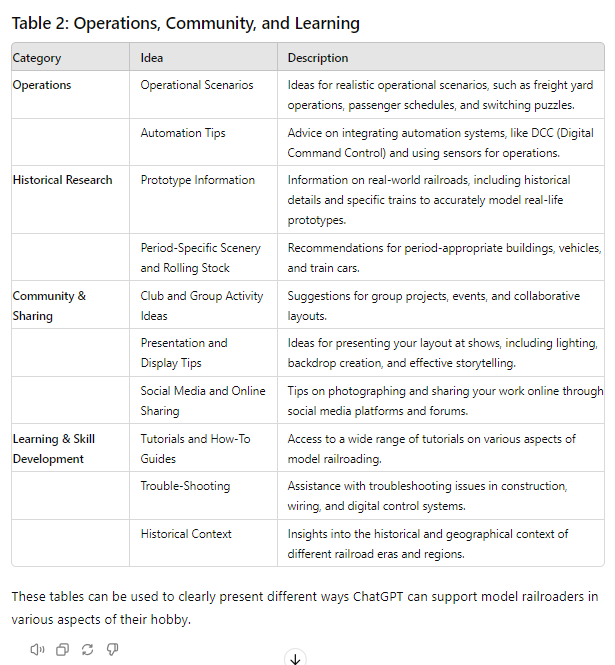 Table 2: Operations, Community, and Learning
Category Idea Description
Operations Operational Scenarios Ideas for realistic operational scenarios, such as freight yard
operations, passenger schedules, and switching puzzles.
Automation Tips Advice on integrating automation systems, like DCC (Digital
Command Control) and using sensors for operations.
Historical Research Prototype Information Information on real-world railroads, including historical
details and specific trains to accurately model real-life
prototypes.
Period-Specific Scenery Recommendations for period-appropriate buildings, vehicles,
and Rolling Stock and train cars.
Community & Club and Group Activity Suggestions for group projects, events, and collaborative
Sharing Ideas layouts.
Presentation and Ideas for presenting your layout at shows, including lighting,
Display Tips backdrop creation, and effective storytelling.
Social Media and Online Tips on photographing and sharing your work online through
Sharing social media platforms and forums.
Learning & Skill Tutorials and How-To Access to a wide range of tutorials on various aspects of
Development Guides model railroading.
Trouble-Shooting Assistance with troubleshooting issues in construction,
wiring, and digital control systems.
Historical Context Insights into the historical and geographical context of
different railroad eras and regions.
These tables can be used to clearly present different ways ChatGPT can support model railroaders in
various aspects of their hobby.